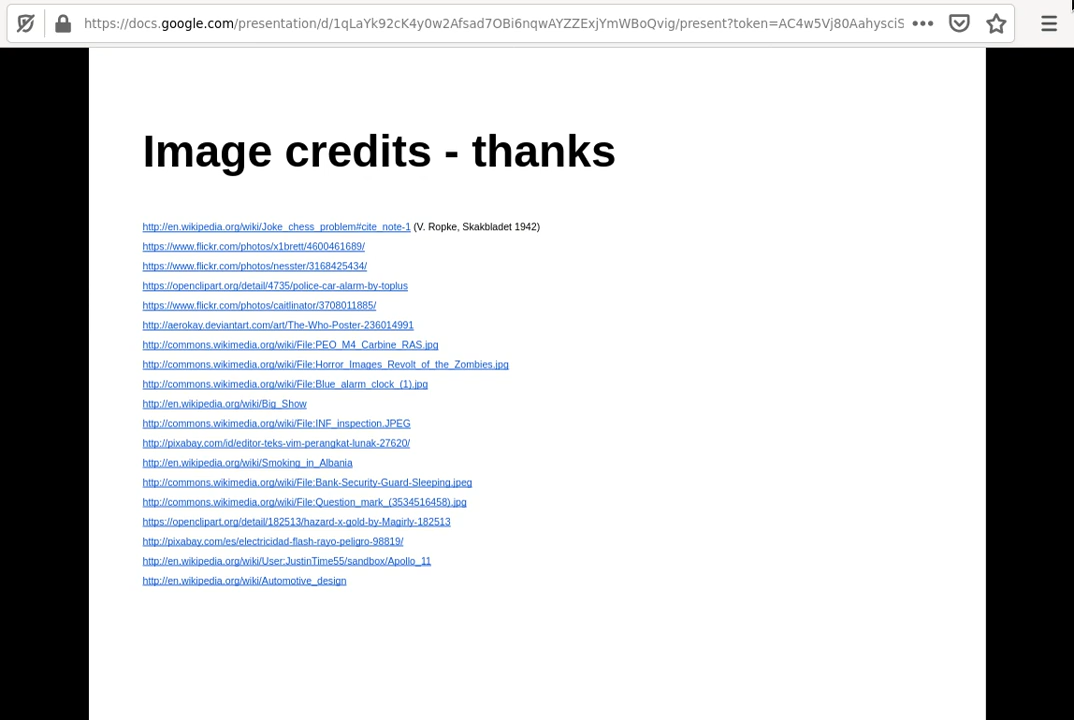 https://docs.google.com/presentation/d/1qLaYk92cK4y0w2Afsad7OBi6nqwAYZZExjYmWBoQvig/present?token=AC4w5Vj80AahysciS
Image credits - thanks
http://en.wikipedia.org/wiki/Joke_chess_problem#cite_note-1 (V. Ropke, Skakbladet 1942)
https://www.flickr.com/photos/x1brett/4600461689/
https://www.flickr.com/photos/nesster/3168425434/
https://openclipart.org/detail/4735/police-car-alarm-by-toplus
https://www.flickr.com/photos/caitlinator/3708011885/
http://aerokay.deviantart.com/art/The-Who-Poster-236014991
http://commons.wikimedia.org/wiki/File:PEO_M4_Carbine_RAS.jpg
http://commons.wikimedia.org/wiki/File:Horror_Images_Revolt_of_the_Zombies.jpg
http://commons.wikimedia.org/wiki/File:Blue_alarm_clock_(1).jpg
http://en.wikipedia.org/wiki/Big_Show
http://commons.wikimedia.org/wiki/File:INF_inspection.JPEG
http://pixabay.com/id/editor-teks-vim-perangkat-lunak-27620/
http://en.wikipedia.org/wiki/Smoking_in_Albania
http://commons.wikimedia.org/wiki/File:Bank-Security-Guard-Sleeping.jpeg
http://commons.wikimedia.org/wiki/File:Question_mark_(3534516458).jpg
https://openclipart.org/detail/182513/hazard-x-gold-by-Magirly-182513
http://pixabay.com/es/electricidad-flash-rayo-peligro-98819/
http://en.wikipedia.org/wiki/User:JustinTime55/sandbox/Apollo_11
http://en.wikipedia.org/wiki/Automotive_design